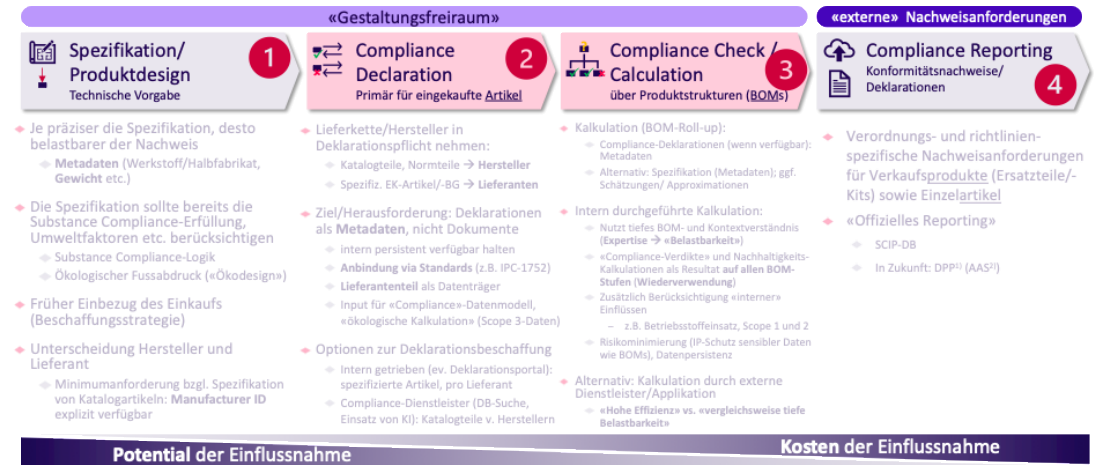 «Gestaltungsfreiraum»
«externe» Nachweisanforderungen
Spezifikation/
Produktdesign
Technische Vorgabe
1
Je präziser die Spezifikation, desto
belastbarer der Nachweis
Metadaten (Werkstoff/Halbfabrikat,
Gewicht etc.)
Die Spezifikation sollte bereits die
Substance Compliance-Erfüllung,
Umweltfaktoren etc. berücksichtigen
Substance Compliance-Logik
Ökologischer Fussabdruck («Ökodesign»)
Früher Einbezug des Einkaufs
(Beschaffungsstrategie)
Unterscheidung Hersteller und
Lieferant
Minimumanforderung bzgl. Spezifikation
von Katalogartikeln: Manufacturer ID
explizit verfügbar
Compliance
Declaration
Primär für eingekaufte Artikel
2
Lieferkette/Hersteller in
Deklarationspflicht nehmen:
Katalogteile, Normteile → Hersteller
Spezifiz. EK-Artikel/-BG → Lieferanten
Ziel/Herausforderung: Deklarationen
als Metadaten, nicht Dokumente
intern persistent verfügbar halten
Anbindung via Standards (z.B. IPC-1752)
Lieferantenteil als Datenträger
Input für «Compliance»-Datenmodell,
«ökologische Kalkulation» (Scope 3-Daten)
Optionen zur Deklarationsbeschaffung
Intern getrieben (ev. Deklarationsportal):
spezifizierte Artikel, pro Lieferant
Compliance-Dienstleister (DB-Suche,
Einsatz von KI): Katalogteile v. Herstellern
Compliance Check /
Calculation
über Produktstrukturen (BOMs)
3
Kalkulation (BOM-Roll-up):
Compliance-Deklarationen (wenn verfügbar):
Metadaten
Alternativ: Spezifikation (Metadaten); ggf.
Schätzungen/ Approximationen
Intern durchgeführte Kalkulation:
Nutzt tiefes BOM- und Kontextverständnis
(Expertise → «Belastbarkeit»)
«Compliance-Verdikte» und Nachhaltigkeits-
Kalkulationen als Resultat auf allen BOM-
Stufen (Wiederverwendung)
Zusätzlich Berücksichtigung «interner»
Einflüssen
– z.B. Betriebsstoffeinsatz, Scope 1 und 2
Risikominimierung (IP-Schutz sensibler Daten
wie BOMs), Datenpersistenz
Alternativ: Kalkulation durch externe
Dienstleister/Applikation
«Hohe Effizienz» vs. «vergleichsweise tiefe
Belastbarkeit»
Compliance Reporting
Konformitätsnachweise/
Deklarationen
4
Verordnungs- und richtlinien-
spezifische Nachweisanforderungen
für Verkaufsprodukte (Ersatzteile/-
Kits) sowie Einzelartikel
«Offizielles Reporting»
SCIP-DB
In Zukunft: DPP¹⁾ (AAS²⁾)
Potential der Einflussnahme
Kosten der Einflussnahme